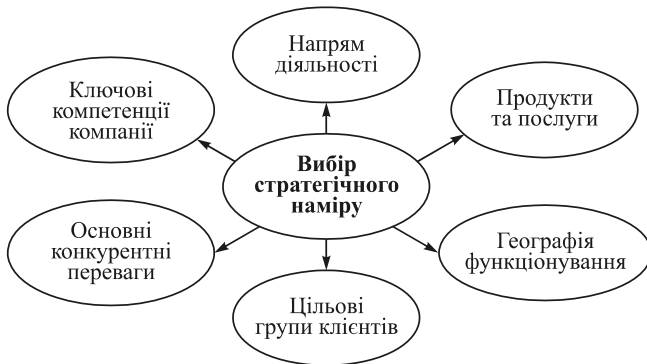 Напрям
діяльності
Ключові
компетенції
компанії
Продукти
та послуги
Вибір
стратегічного
наміру
Основні
конкурентні
переваги
Географія
функціонування
Цільові
групи клієнтів